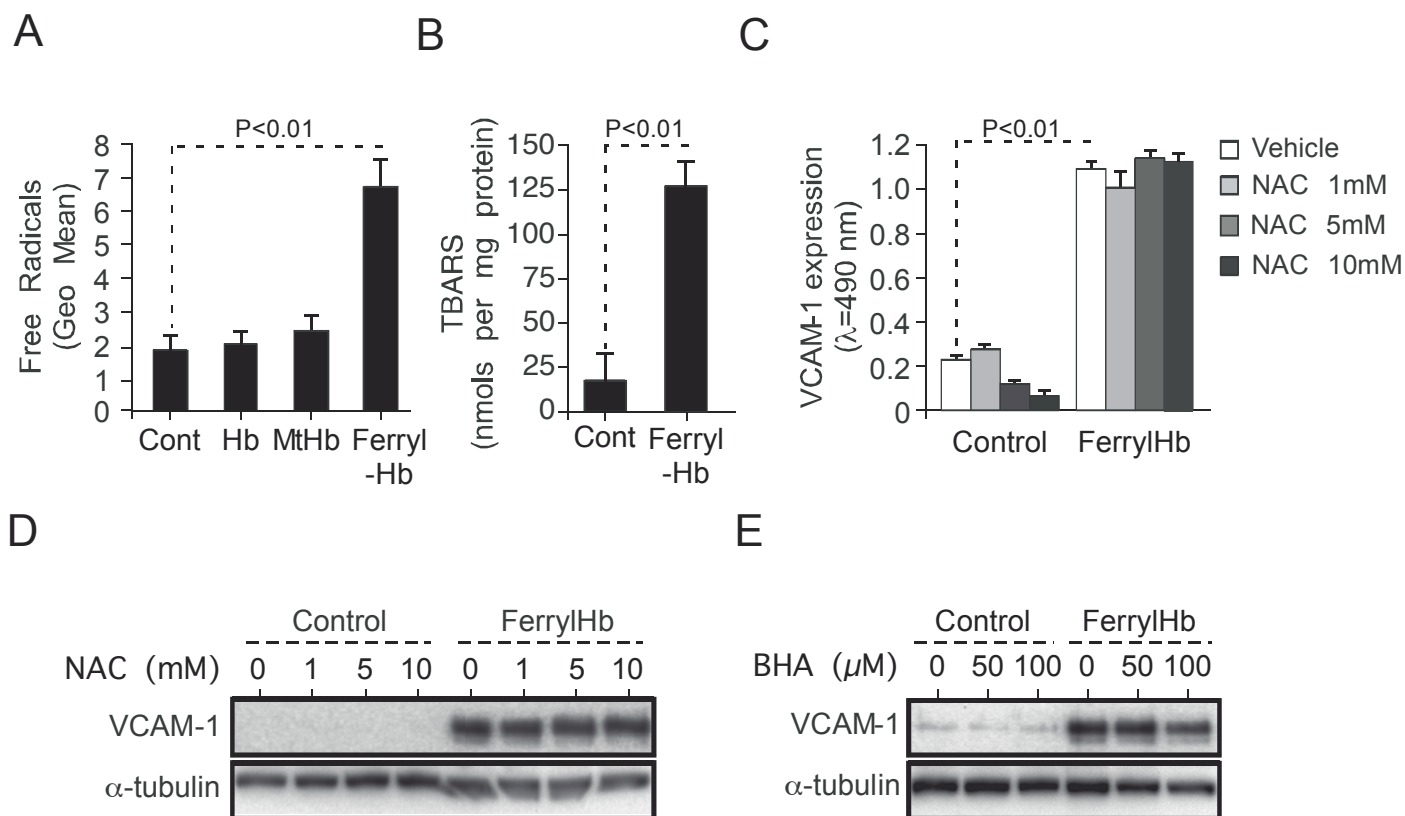 A
B
C
P<0.01
8
7
6
5
4
3
2
1
0
Free Radicals
(Geo Mean)
Cont Hb MtHb Ferryl
-Hb
P<0.01
150
125
100
75
50
25
0
TBARS
(nmols per mg protein)
Cont Ferryl
-Hb
P<0.01
1.2
1.0
0.8
0.6
0.4
0.2
0
VCAM-1 expression
(λ=490 nm)
Control FerrylHb
Vehicle
NAC 1mM
NAC 5mM
NAC 10mM
D
Control FerrylHb
NAC (mM) 0 1 5 10 0 1 5 10
VCAM-1
α-tubulin
E
Control FerrylHb
BHA (µM) 0 50 100 0 50 100
VCAM-1
α-tubulin